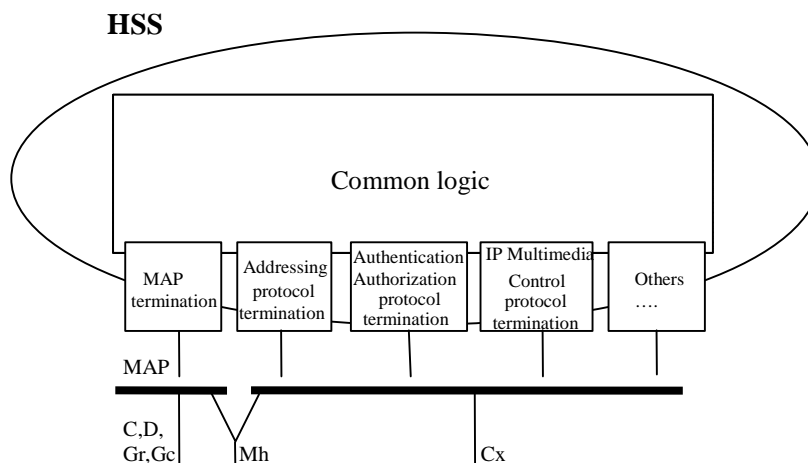 HSS
Common logic
MAP
termination
Addressing
protocol
termination
Authentication
Authorization
protocol
termination
IP Multimedia
Control
protocol
termination
Others
....
MAP
C,D,
Gr,Gc
Mh
Cx